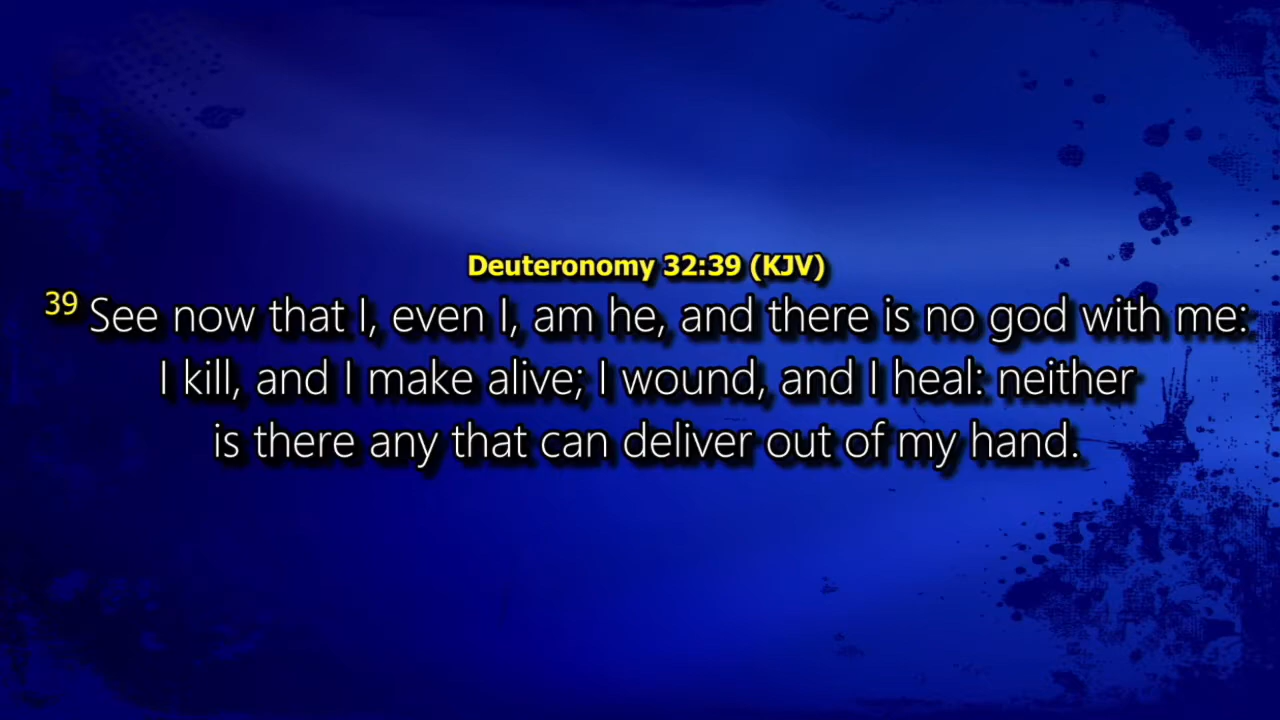 Deuteronomy 32:39 (KJV)
39 See now that I, even I, am he, and there is no god with me:
I kill, and I make alive; I wound, and I heal: neither
is there any that can deliver out of my hand.